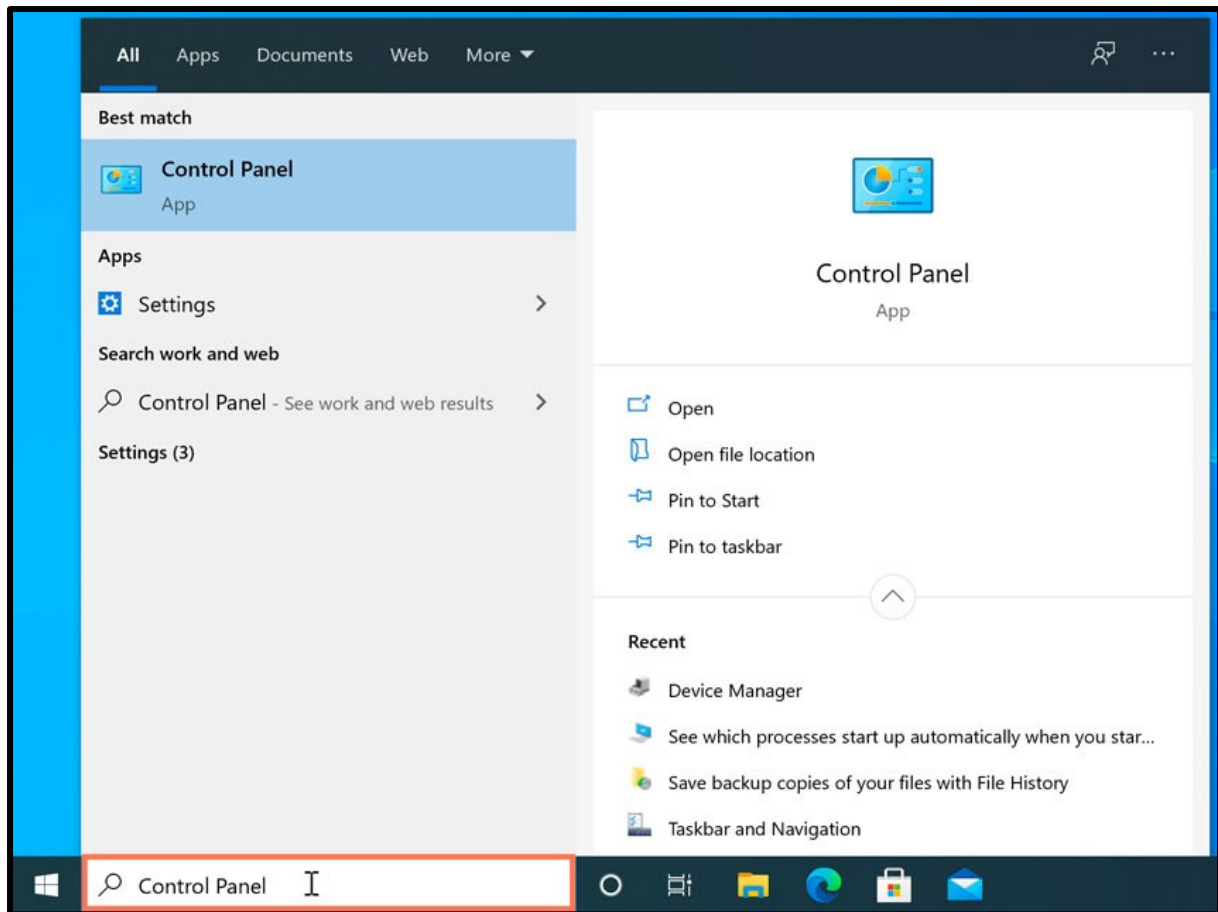 All Apps Documents Web More
Best match
Control Panel
App
Apps
Settings
Search work and web
Control Panel - See work and web results
Settings (3)
Control Panel
App
Open
Open file location
Pin to Start
Pin to taskbar
Recent
Device Manager
See which processes start up automatically when you star...
Save backup copies of your files with File History
Taskbar and Navigation
Control Panel